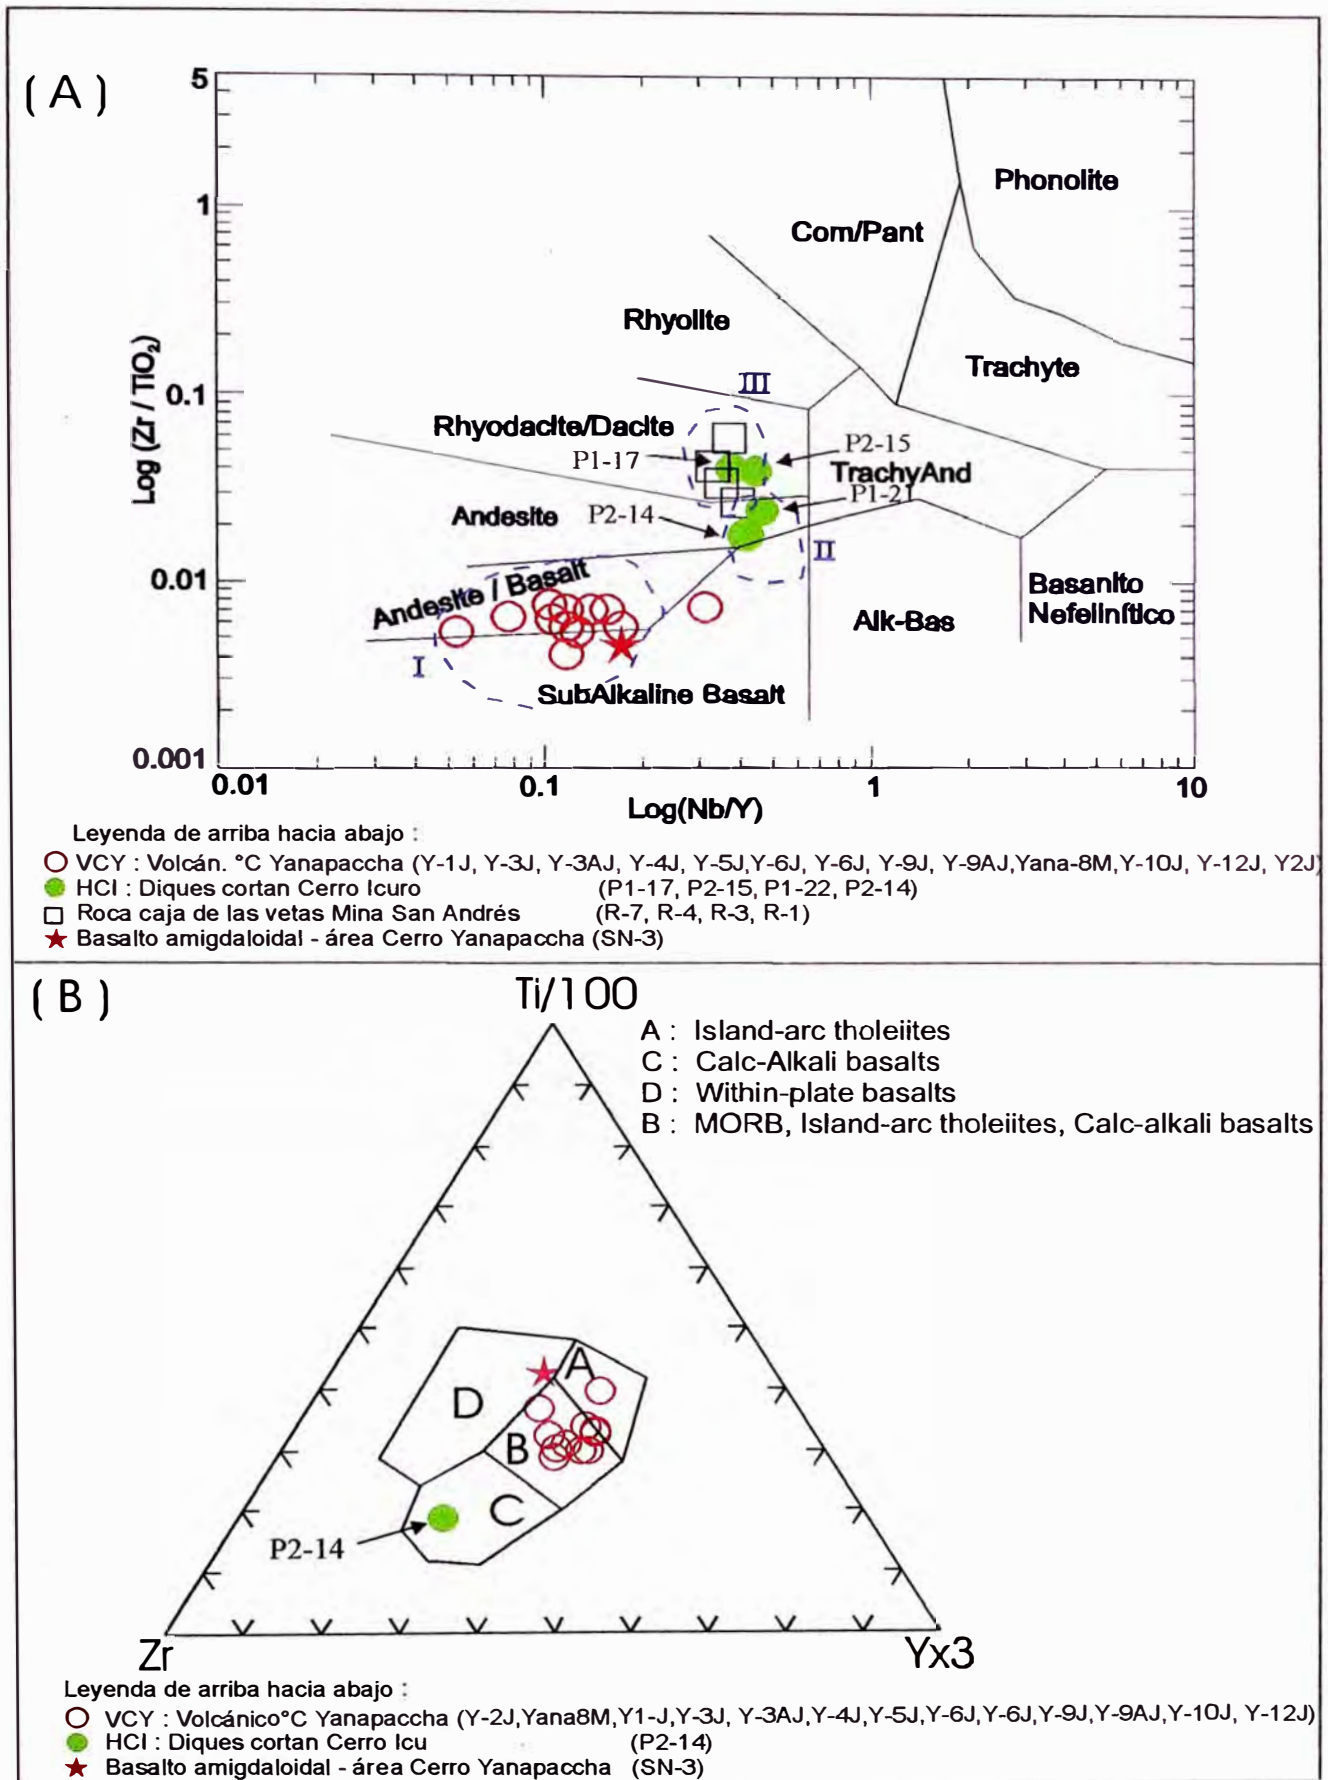 ( A )
5
1
0.1
0.01
0.001
Log (Zr / TiO2)
Phonolite
Com/Pant
Rhyolite
Trachyte
III
Rhyodacite/Dacite
P1-17
P2-15
TrachyAnd
P1-21
Andesite
P2-14
II
Andesite / Basalt
Basanito
Nefelinítico
Alk-Bas
I
SubAlkaline Basalt
0.01
0.1
1
10
Log(Nb/Y)
Leyenda de arriba hacia abajo :
VCY : Volcán. °C Yanapaccha (Y-1J, Y-3J, Y-3AJ, Y-4J, Y-5J,Y-6J, Y-6J, Y-9J, Y-9AJ,Yana-8M,Y-10J, Y-12J, Y2J)
HCI : Diques cortan Cerro Icuro (P1-17, P2-15, P1-22, P2-14)
Roca caja de las vetas Mina San Andrés (R-7, R-4, R-3, R-1)
Basalto amigdaloidal - área Cerro Yanapaccha (SN-3)
( B )
Ti/100
A : Island-arc tholeiites
C : Calc-Alkali basalts
D : Within-plate basalts
B : MORB, Island-arc tholeiites, Calc-alkali basalts
A
D
B
C
P2-14
Zr
Yx3
Leyenda de arriba hacia abajo :
VCY : Volcánico°C Yanapaccha (Y-2J,Yana8M,Y1-J,Y-3J, Y-3AJ,Y-4J,Y-5J,Y-6J,Y-6J,Y-9J,Y-9AJ,Y-10J, Y-12J)
HCI : Diques cortan Cerro Icu (P2-14)
Basalto amigdaloidal - área Cerro Yanapaccha (SN-3)